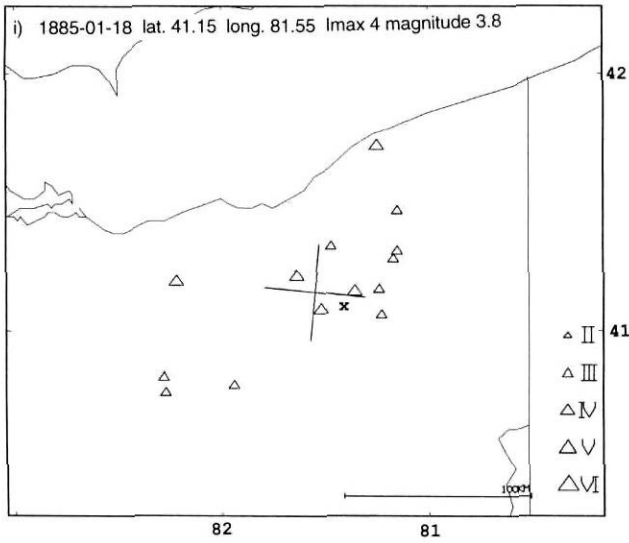 i) 1885-01-18 lat. 41.15 long. 81.55 Imax 4 magnitude 3.8
42
x
41
II
III
IV
V
VI
100KM
82 81